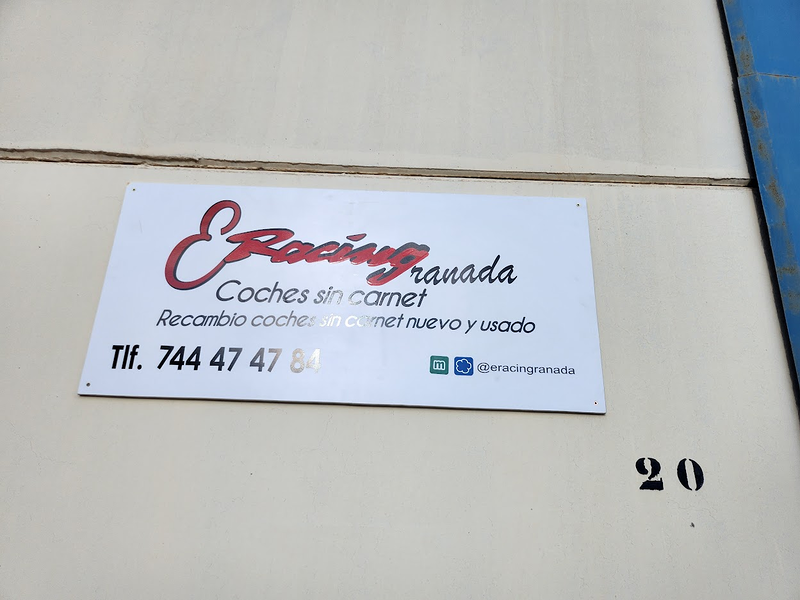 ERacingranada
Coches sin carnet
Recambio coches sin carnet nuevo y usado
Tlf. 744 47 47 84
m @eracingranada
20